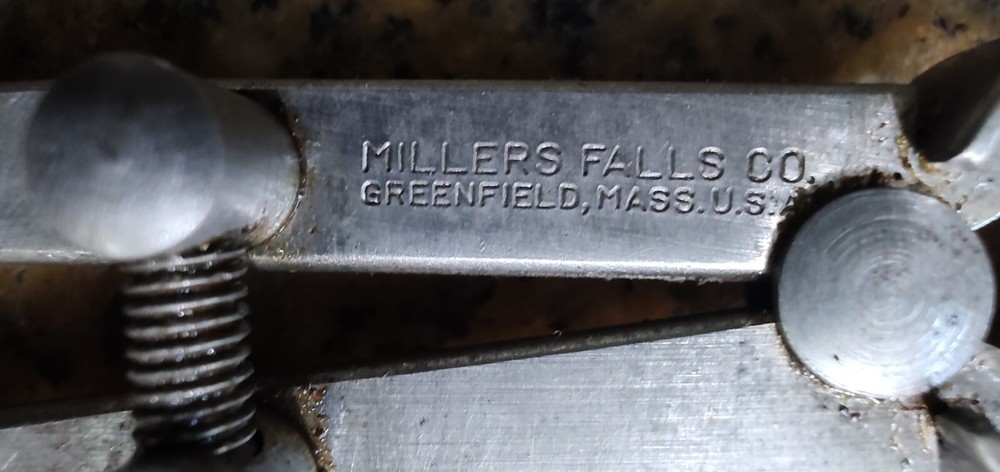 MILLERS FALLS CO.
GREENFIELD, MASS. U.S.A